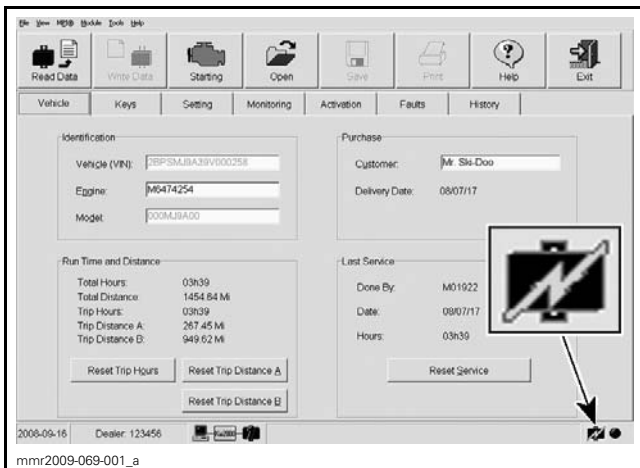 File View MPEM Module Tools Help
Read Data Write Data Starting Open Save Print Help Exit
Vehicle Keys Setting Monitoring Activation Faults History
Identification
Vehicle (VIN): 2BPSMJ9A39V000258
Engine: M6474254
Model: 000MJ9A00
Purchase
Customer: Mr. Ski-Doo
Delivery Date: 08/07/17
Run Time and Distance
Total Hours: 03h39
Total Distance 1454.64 Mi
Trip Hours: 03h39
Trip Distance A: 267.45 Mi
Trip Distance B: 949.62 Mi
Reset Trip Hours Reset Trip Distance A
Reset Trip Distance B
Last Service
Done By: M01922
Date: 08/07/17
Hours: 03h39
Reset Service
2008-09-16 Dealer: 123456 Kw2000
mmr2009-069-001_a